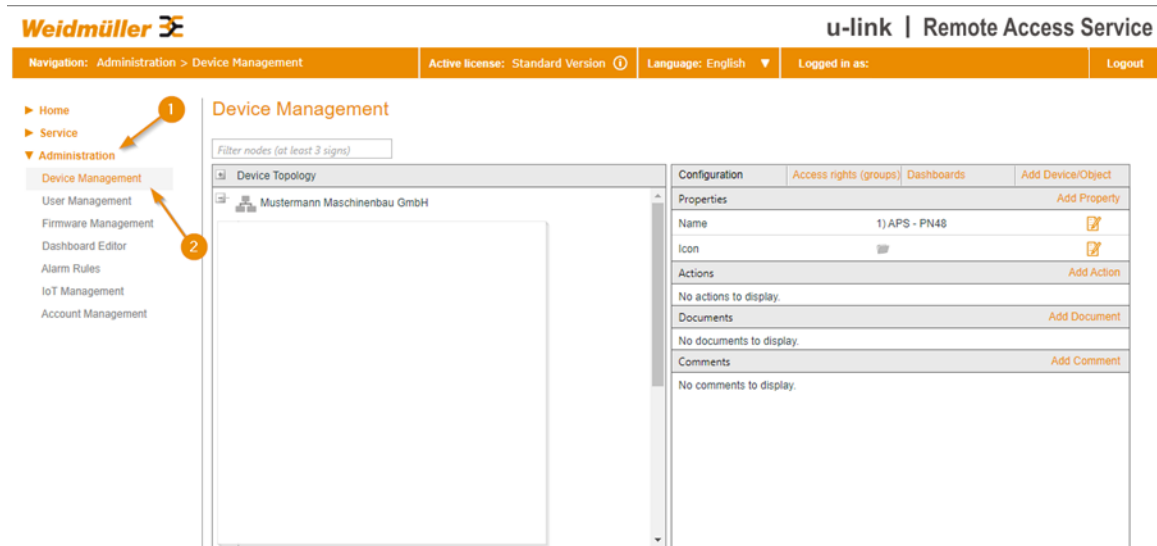 Weidmüller
u-link | Remote Access Service
Navigation: Administration > Device Management
Active license: Standard Version
Language: English
Logged in as:
Logout
Home
Service
Administration
Device Management
User Management
Firmware Management
Dashboard Editor
Alarm Rules
IoT Management
Account Management
1
2
Device Management
Filter nodes (at least 3 signs)
Device Topology
Mustermann Maschinenbau GmbH
Configuration
Access rights (groups)
Dashboards
Add Device/Object
Properties
Add Property
Name
1) APS - PN48
Icon
Actions
Add Action
No actions to display.
Documents
Add Document
No documents to display.
Comments
Add Comment
No comments to display.